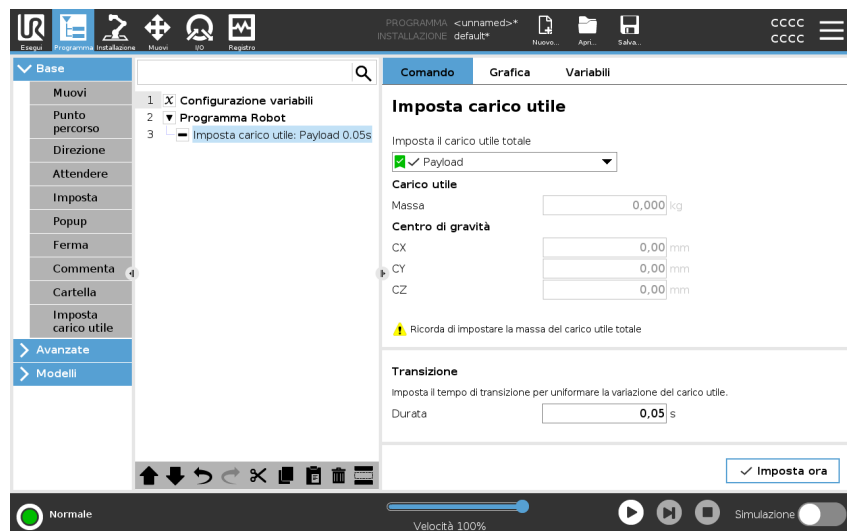 UR
Esegui
Programma
Installazione
Muovi
I/O
Registro
PROGRAMMA <unnamed>*
INSTALLAZIONE default*
Nuovo...
Apri...
Salva...
cccc
cccc
Base
Muovi
Punto
percorso
Direzione
Attendere
Imposta
Popup
Ferma
Commenta
Cartella
Imposta
carico utile
Avanzate
Modelli
1 X Configurazione variabili
2 Programma Robot
3 Imposta carico utile: Payload 0.05s
Comando Grafica Variabili
Imposta carico utile
Imposta il carico utile totale
Payload
Carico utile
Massa 0,000 kg
Centro di gravità
CX 0,00 mm
CY 0,00 mm
CZ 0,00 mm
Ricorda di impostare la massa del carico utile totale
Transizione
Imposta il tempo di transizione per uniformare la variazione del carico utile.
Durata 0,05 s
Imposta ora
Normale
Velocità 100%
Simulazione